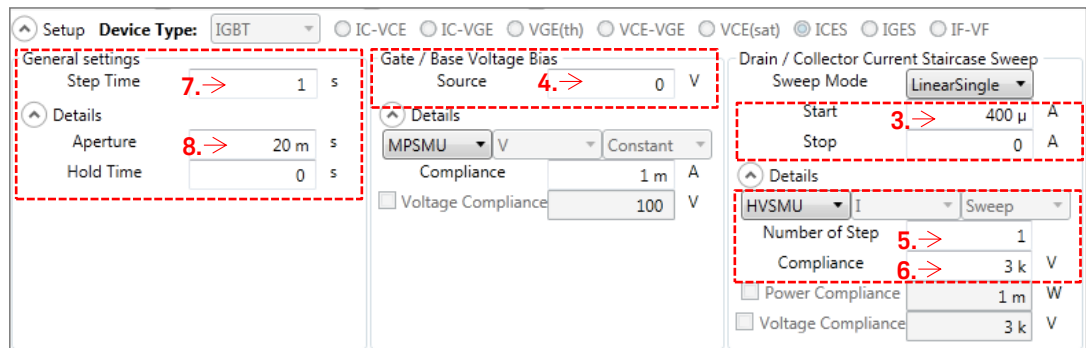 Setup Device Type: IGBT IC-VCE IC-VGE VGE(th) VCE-VGE VCE(sat) ICES IGES IF-VF
General settings
Step Time 7.→ 1 s
Details
Aperture 8.→ 20 m s
Hold Time 0 s
Gate / Base Voltage Bias
Source 4.→ 0 V
Details
MPSMU V Constant
Compliance 1 m A
Voltage Compliance 100 V
Drain / Collector Current Staircase Sweep
Sweep Mode LinearSingle
Start 3.→ 400 µ A
Stop 0 A
Details
HVSMU I Sweep
Number of Step 5.→ 1
Compliance 6.→ 3 k V
Power Compliance 1 m W
Voltage Compliance 3 k V